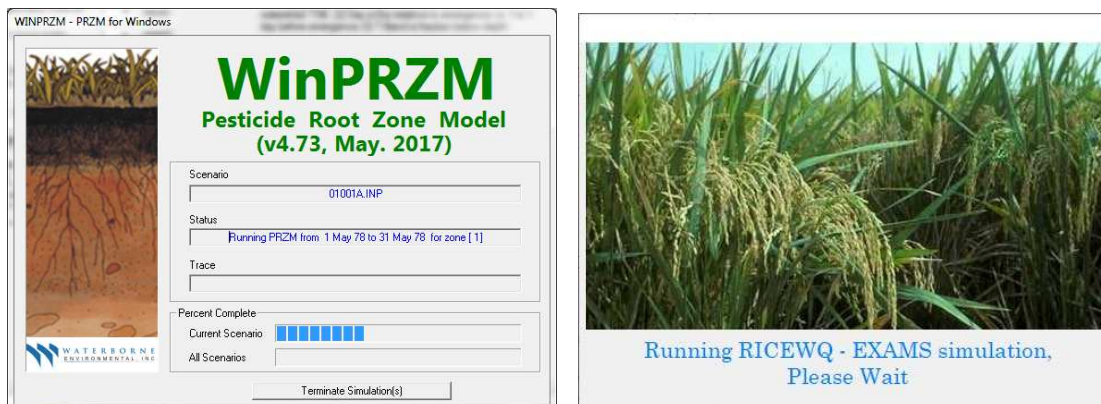 WINPRZM - PRZM for Windows
WinPRZM
Pesticide Root Zone Model
(v4.73, May. 2017)
Scenario
01001A.INP
Status
Running PRZM from 1 May 78 to 31 May 78 for zone [ 1]
Trace
Percent Complete
Current Scenario
All Scenarios
WATERBORNE
ENVIRONMENTAL, INC
Terminate Simulation(s)
Running RICEWQ - EXAMS simulation,
Please Wait